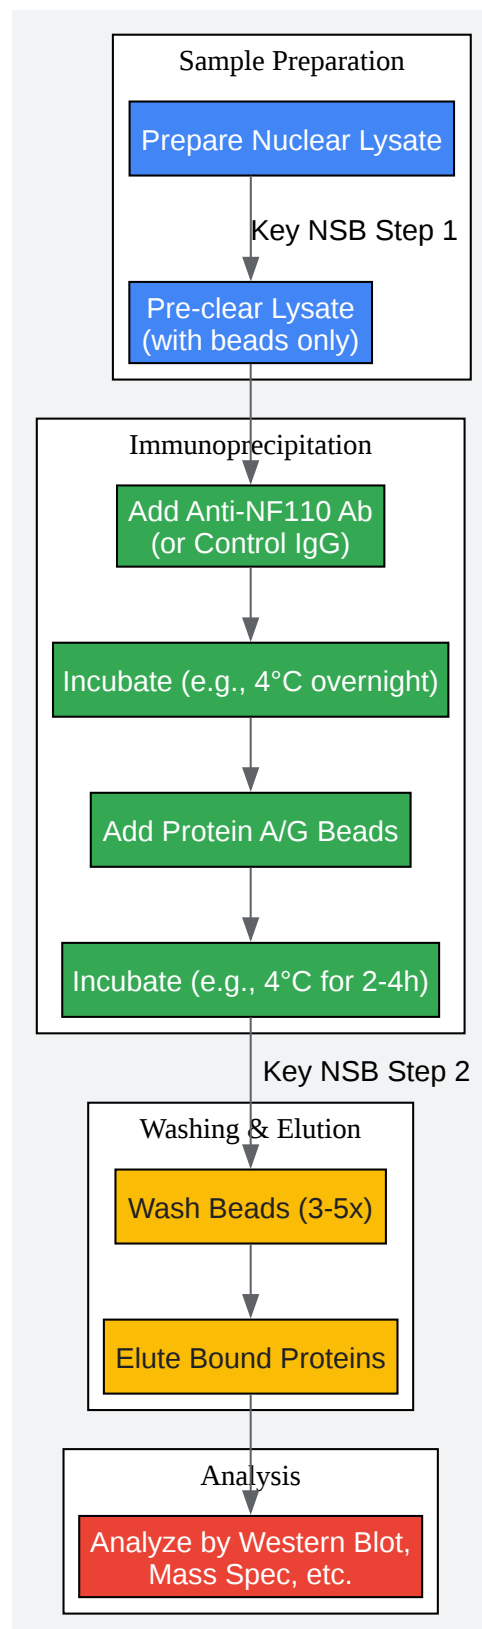 Sample Preparation
Prepare Nuclear Lysate
Key NSB Step 1
Pre-clear Lysate
(with beads only)
Immunoprecipitation
Add Anti-NF110 Ab
(or Control IgG)
Incubate (e.g., 4°C overnight)
Add Protein A/G Beads
Incubate (e.g., 4°C for 2-4h)
Key NSB Step 2
Washing & Elution
Wash Beads (3-5x)
Elute Bound Proteins
Analysis
Analyze by Western Blot,
Mass Spec, etc.